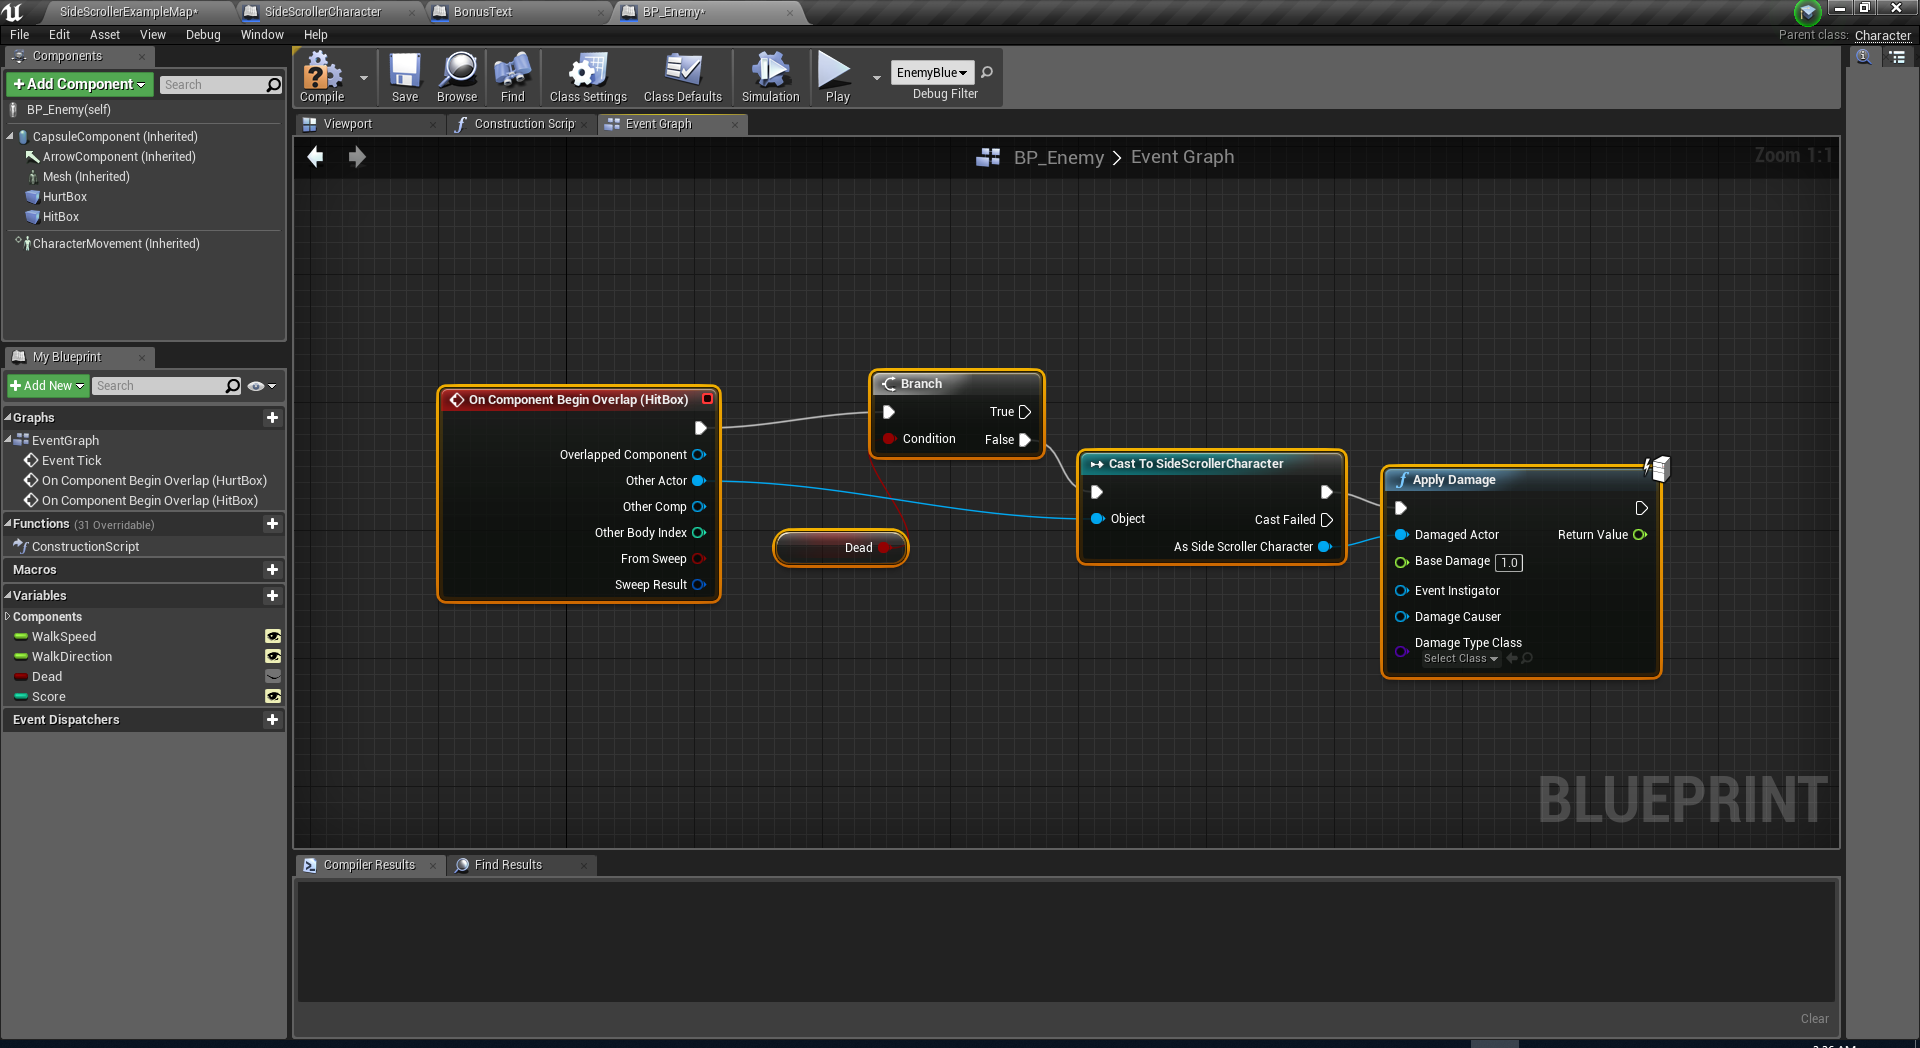 SideScrollerExampleMap*
SideScrollerCharacter
BonusText
BP_Enemy*
File Edit Asset View Debug Window Help
Parent class: Character
Components
Add Component
Search
BP_Enemy(self)
CapsuleComponent (Inherited)
ArrowComponent (Inherited)
Mesh (Inherited)
HurtBox
HitBox
CharacterMovement (Inherited)
Compile
Save
Browse
Find
Class Settings
Class Defaults
Simulation
Play
EnemyBlue
Debug Filter
Viewport
Construction Scrip
Event Graph
BP_Enemy > Event Graph
Zoom 1:1
My Blueprint
Add New
Search
Graphs
EventGraph
Event Tick
On Component Begin Overlap (HurtBox)
On Component Begin Overlap (HitBox)
Functions (31 Overridable)
ConstructionScript
Macros
Variables
Components
WalkSpeed
WalkDirection
Dead
Score
Event Dispatchers
On Component Begin Overlap (HitBox)
Overlapped Component
Other Actor
Other Comp
Other Body Index
From Sweep
Sweep Result
Branch
True
Condition
False
Dead
Cast To SideScrollerCharacter
Object
Cast Failed
As Side Scroller Character
Apply Damage
Damaged Actor
Return Value
Base Damage 1.0
Event Instigator
Damage Causer
Damage Type Class
Select Class
BLUEPRINT
Compiler Results
Find Results
Clear